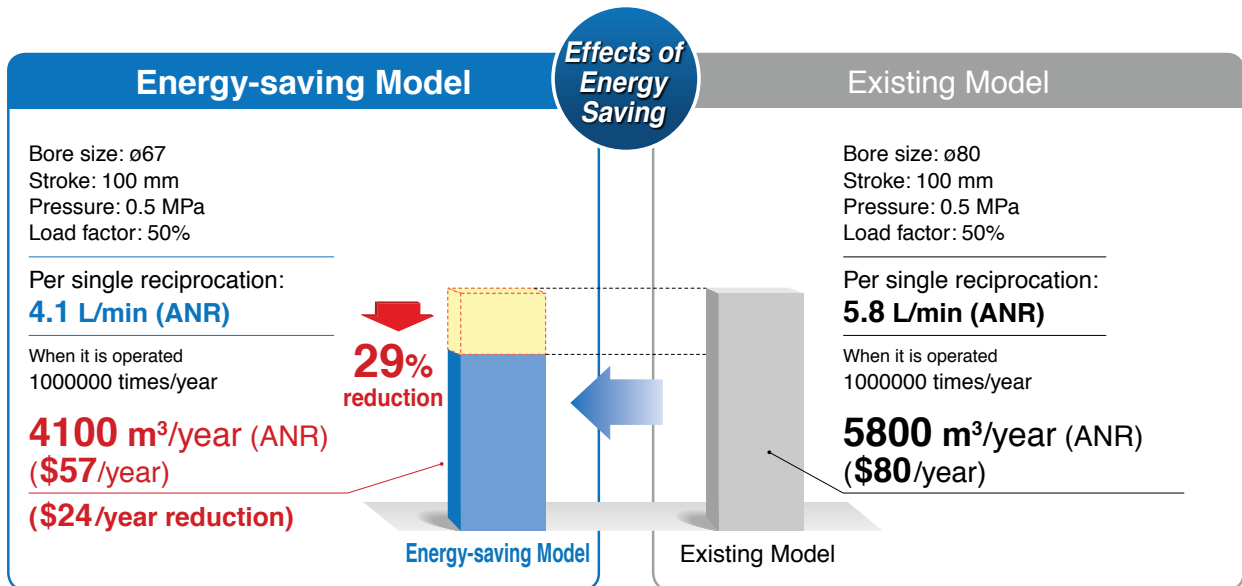 Effects of
Energy
Saving
Energy-saving Model
Bore size: ø67
Stroke: 100 mm
Pressure: 0.5 MPa
Load factor: 50%
Per single reciprocation:
4.1 L/min (ANR)
When it is operated
1000000 times/year
4100 m³/year (ANR)
($57/year)
($24/year reduction)
29%
reduction
Energy-saving Model
Existing Model
Existing Model
Bore size: ø80
Stroke: 100 mm
Pressure: 0.5 MPa
Load factor: 50%
Per single reciprocation:
5.8 L/min (ANR)
When it is operated
1000000 times/year
5800 m³/year (ANR)
($80/year)